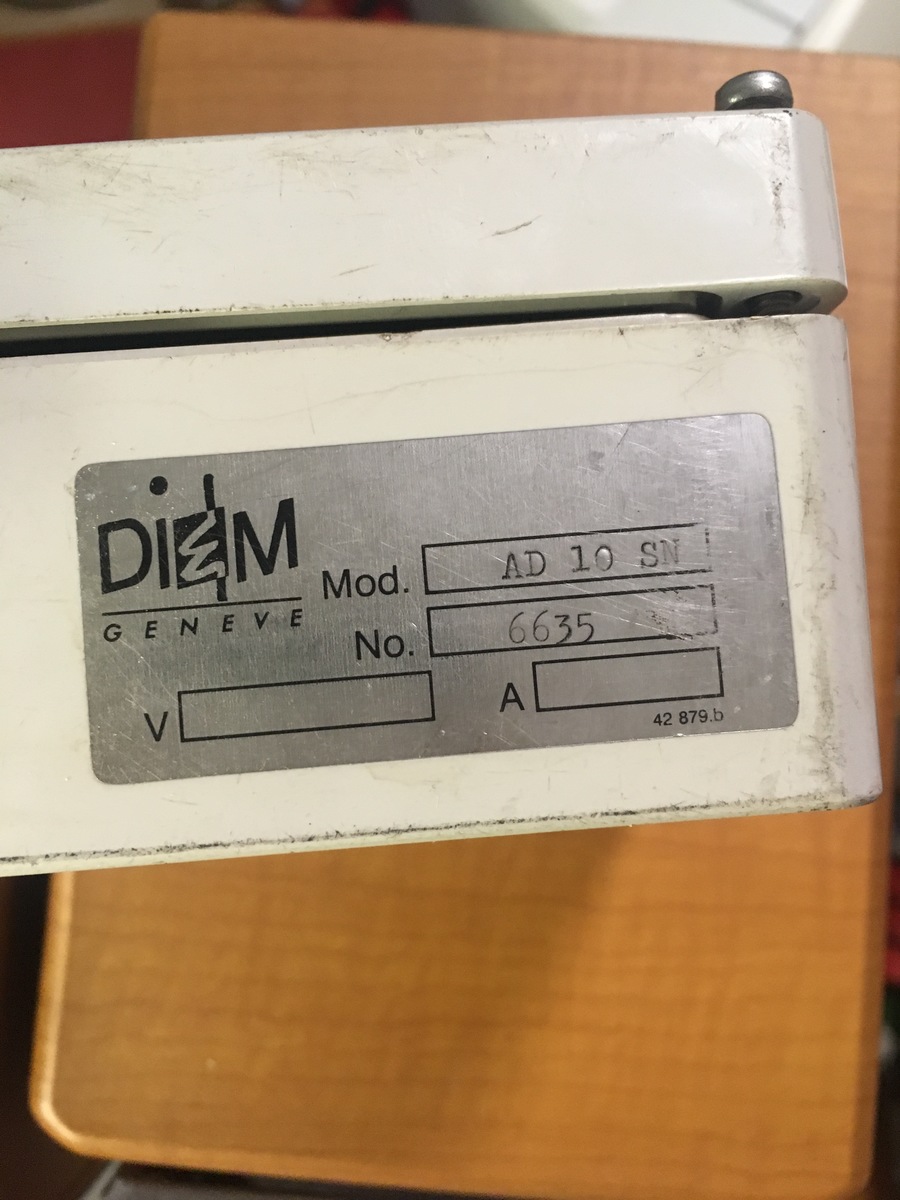 DIEM
GENEVE
Mod. AD 10 SN
No. 6635
V
A
42 879.b